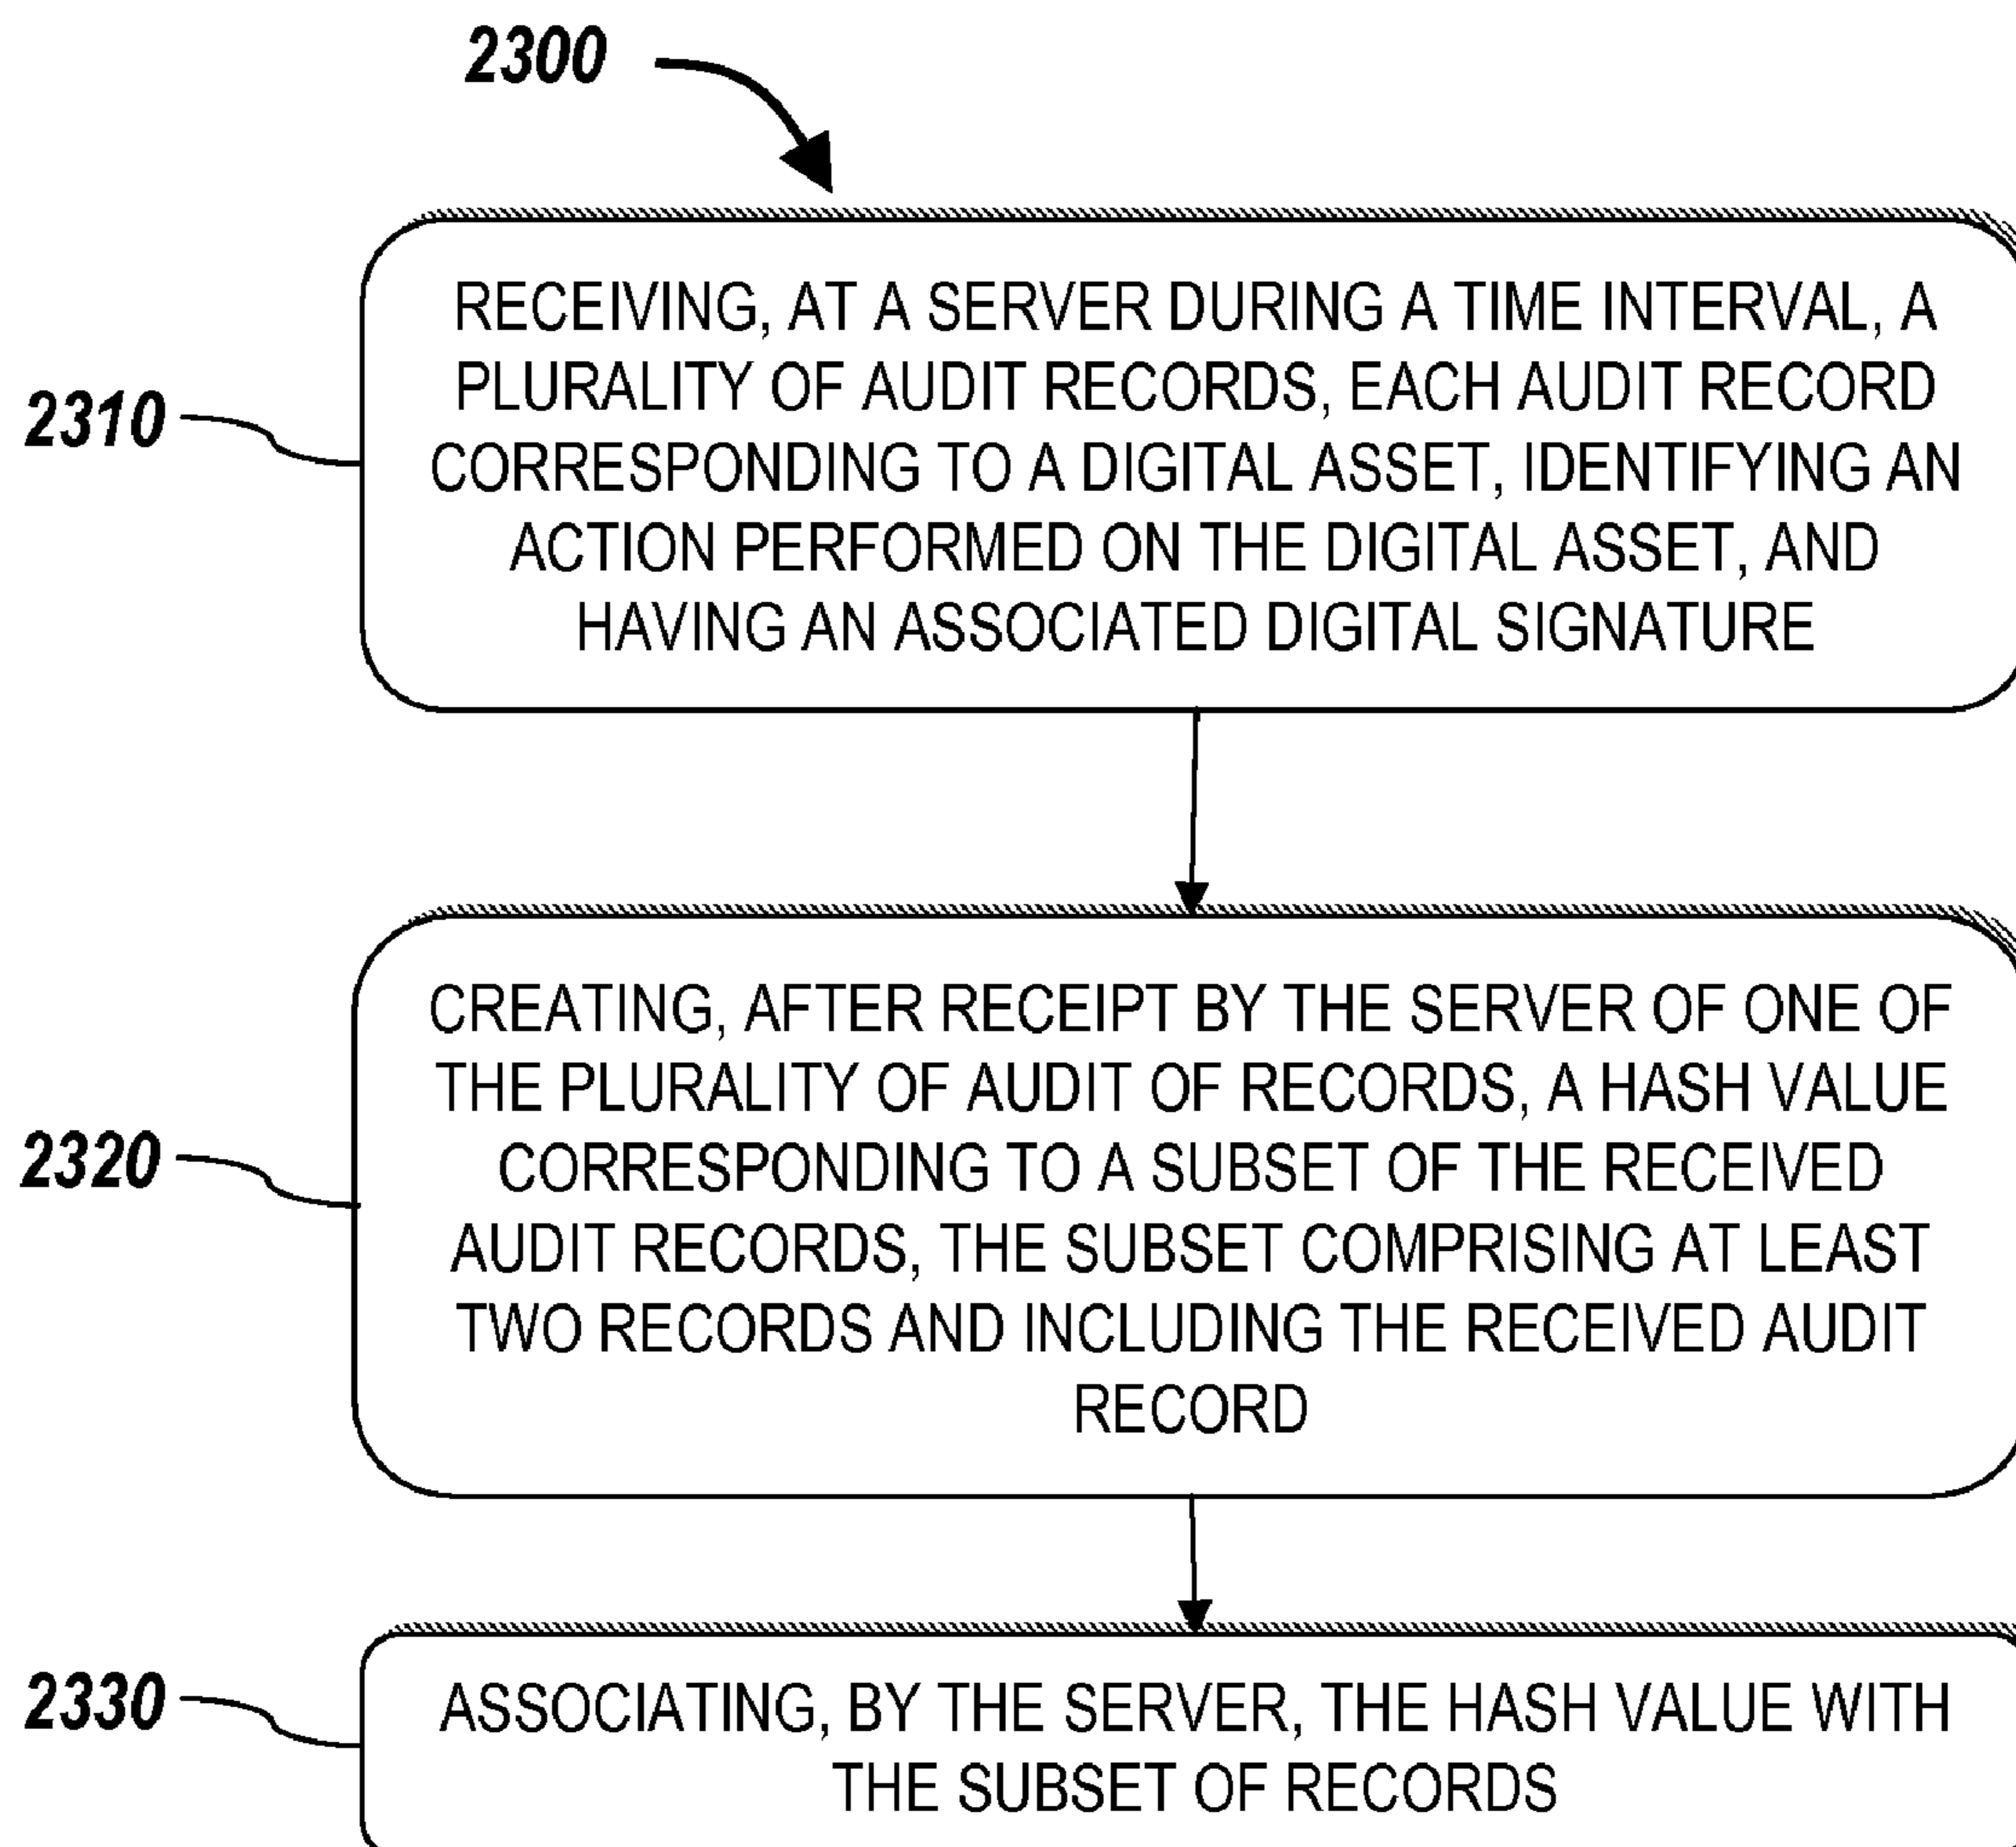 2300
RECEIVING, AT A SERVER DURING A TIME INTERVAL, A
PLURALITY OF AUDIT RECORDS, EACH AUDIT RECORD
2310
CORRESPONDING TO A DIGITAL ASSET, IDENTIFYING AN
ACTION PERFORMED ON THE DIGITAL ASSET, AND
HAVING AN ASSOCIATED DIGITAL SIGNATURE
CREATING, AFTER RECEIPT BY THE SERVER OF ONE OF
THE PLURALITY OF AUDIT OF RECORDS, A HASH VALUE
2320
CORRESPONDING TO A SUBSET OF THE RECEIVED
AUDIT RECORDS, THE SUBSET COMPRISING AT LEAST
TWO RECORDS AND INCLUDING THE RECEIVED AUDIT
RECORD
2330
ASSOCIATING, BY THE SERVER, THE HASH VALUE WITH
THE SUBSET OF RECORDS